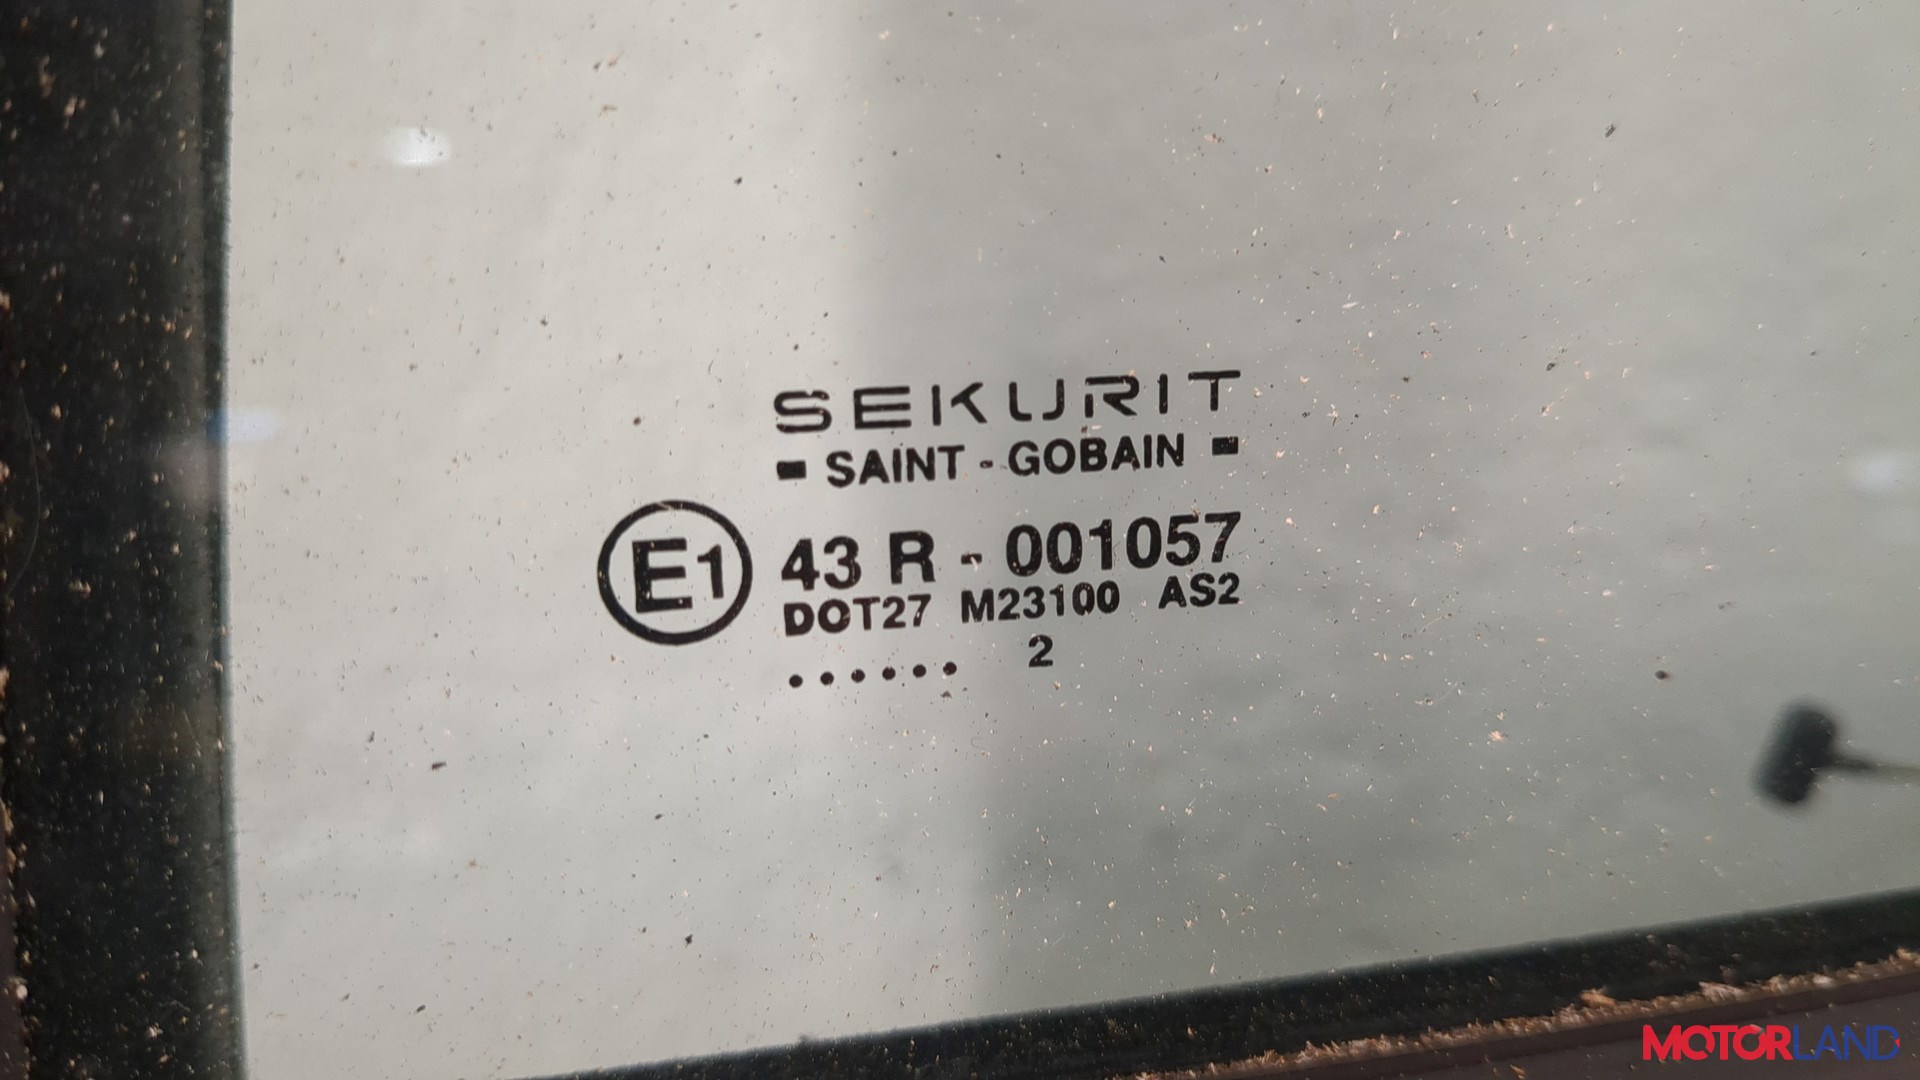 SEKURIT
- SAINT - GOBAIN -
E1 43 R - 001057
DOT27 M23100 AS2
...... 2
MOTORLAND